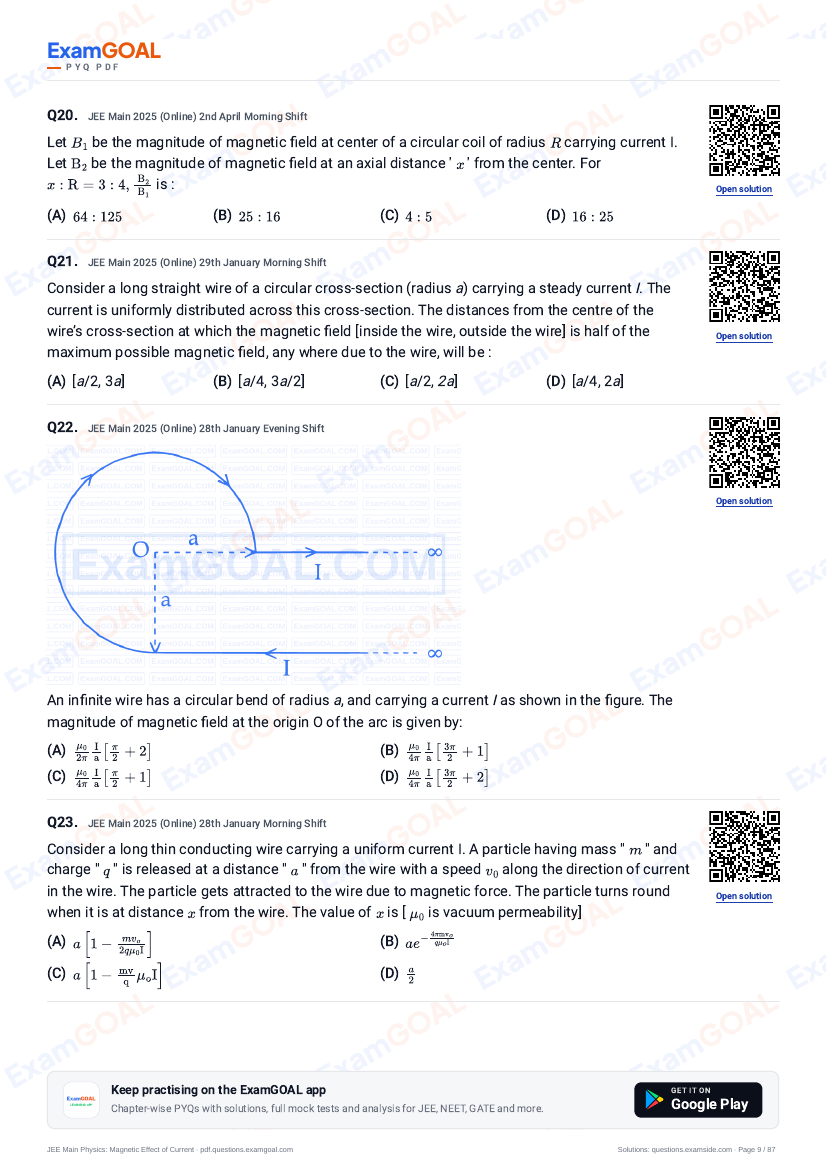 ExamGOAL
PYQ PDF
Q20. JEE Main 2025 (Online) 2nd April Morning Shift
Let B₁ be the magnitude of magnetic field at center of a circular coil of radius R carrying current I.
Let B₂ be the magnitude of magnetic field at an axial distance ' x ' from the center. For
x : R = 3 : 4, B₂/B₁ is :
(A) 64 : 125 (B) 25 : 16 (C) 4 : 5 (D) 16 : 25
Open solution
Q21. JEE Main 2025 (Online) 29th January Morning Shift
Consider a long straight wire of a circular cross-section (radius a) carrying a steady current I. The
current is uniformly distributed across this cross-section. The distances from the centre of the
wire's cross-section at which the magnetic field [inside the wire, outside the wire] is half of the
maximum possible magnetic field, any where due to the wire, will be :
(A) [a/2, 3a] (B) [a/4, 3a/2] (C) [a/2, 2a] (D) [a/4, 2a]
Open solution
Q22. JEE Main 2025 (Online) 28th January Evening Shift
Open solution
O a ∞
I
a
∞
I
ExamGOAL.COM
An infinite wire has a circular bend of radius a, and carrying a current I as shown in the figure. The
magnitude of magnetic field at the origin O of the arc is given by:
(A) μ₀/2π I/a [π/2 + 2] (B) μ₀/4π I/a [3π/2 + 1]
(C) μ₀/4π I/a [π/2 + 1] (D) μ₀/4π I/a [3π/2 + 2]
Q23. JEE Main 2025 (Online) 28th January Morning Shift
Consider a long thin conducting wire carrying a uniform current I. A particle having mass " m " and
charge " q " is released at a distance " a " from the wire with a speed v₀ along the direction of current
in the wire. The particle gets attracted to the wire due to magnetic force. The particle turns round
when it is at distance x from the wire. The value of x is [ μ₀ is vacuum permeability]
(A) a [1 − mvₒ/2qμ₀I] (B) ae^(−4πmvₒ/qμₒI)
(C) a [1 − mv/q μₒI] (D) a/2
Open solution
Keep practising on the ExamGOAL app
Chapter-wise PYQs with solutions, full mock tests and analysis for JEE, NEET, GATE and more.
GET IT ON
Google Play
JEE Main Physics: Magnetic Effect of Current · pdf.questions.examgoal.com
Solutions: questions.examside.com · Page 9 / 87